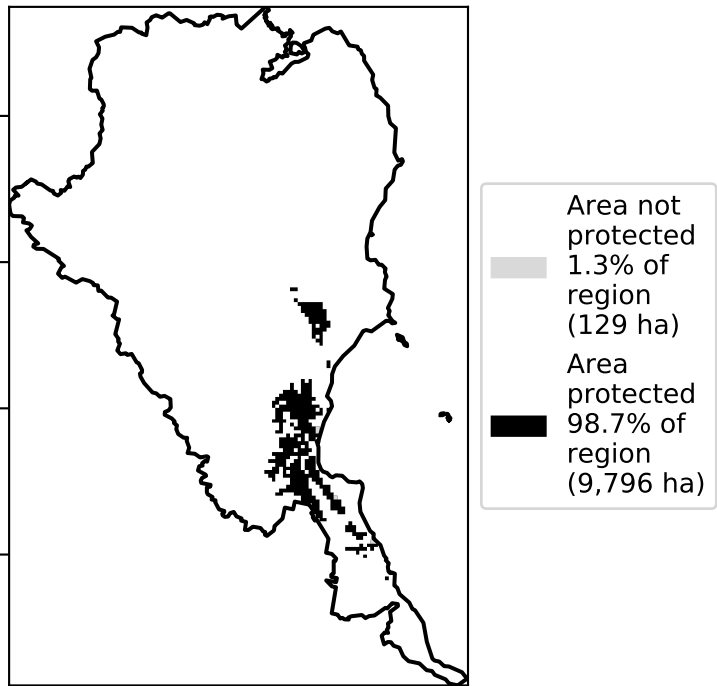 Area not
protected
1.3% of
region
(129 ha)
Area
protected
98.7% of
region
(9,796 ha)